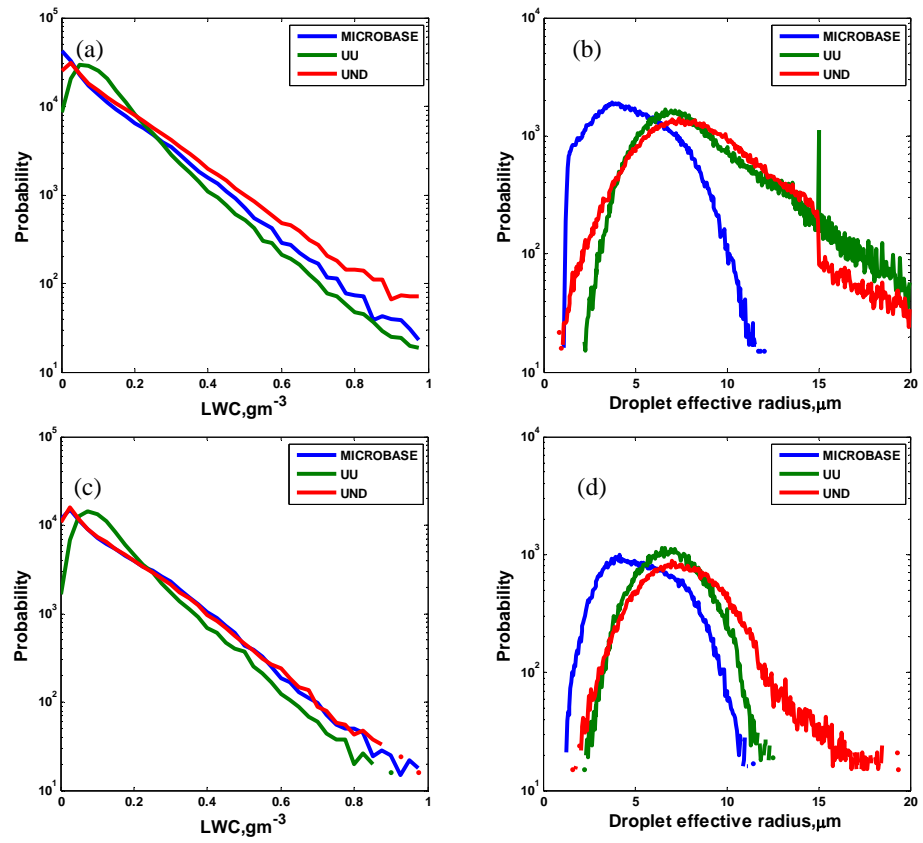 (a)
MICROBASE
UU
UND
Probability
10^5
10^4
10^3
10^2
10^1
0 0.2 0.4 0.6 0.8 1
LWC,gm^-3
(b)
MICROBASE
UU
UND
Probability
10^4
10^3
10^2
10^1
0 5 10 15 20
Droplet effective radius,μm
(c)
MICROBASE
UU
UND
Probability
10^5
10^4
10^3
10^2
10^1
0 0.2 0.4 0.6 0.8 1
LWC,gm^-3
(d)
MICROBASE
UU
UND
Probability
10^4
10^3
10^2
10^1
0 5 10 15 20
Droplet effective radius,μm